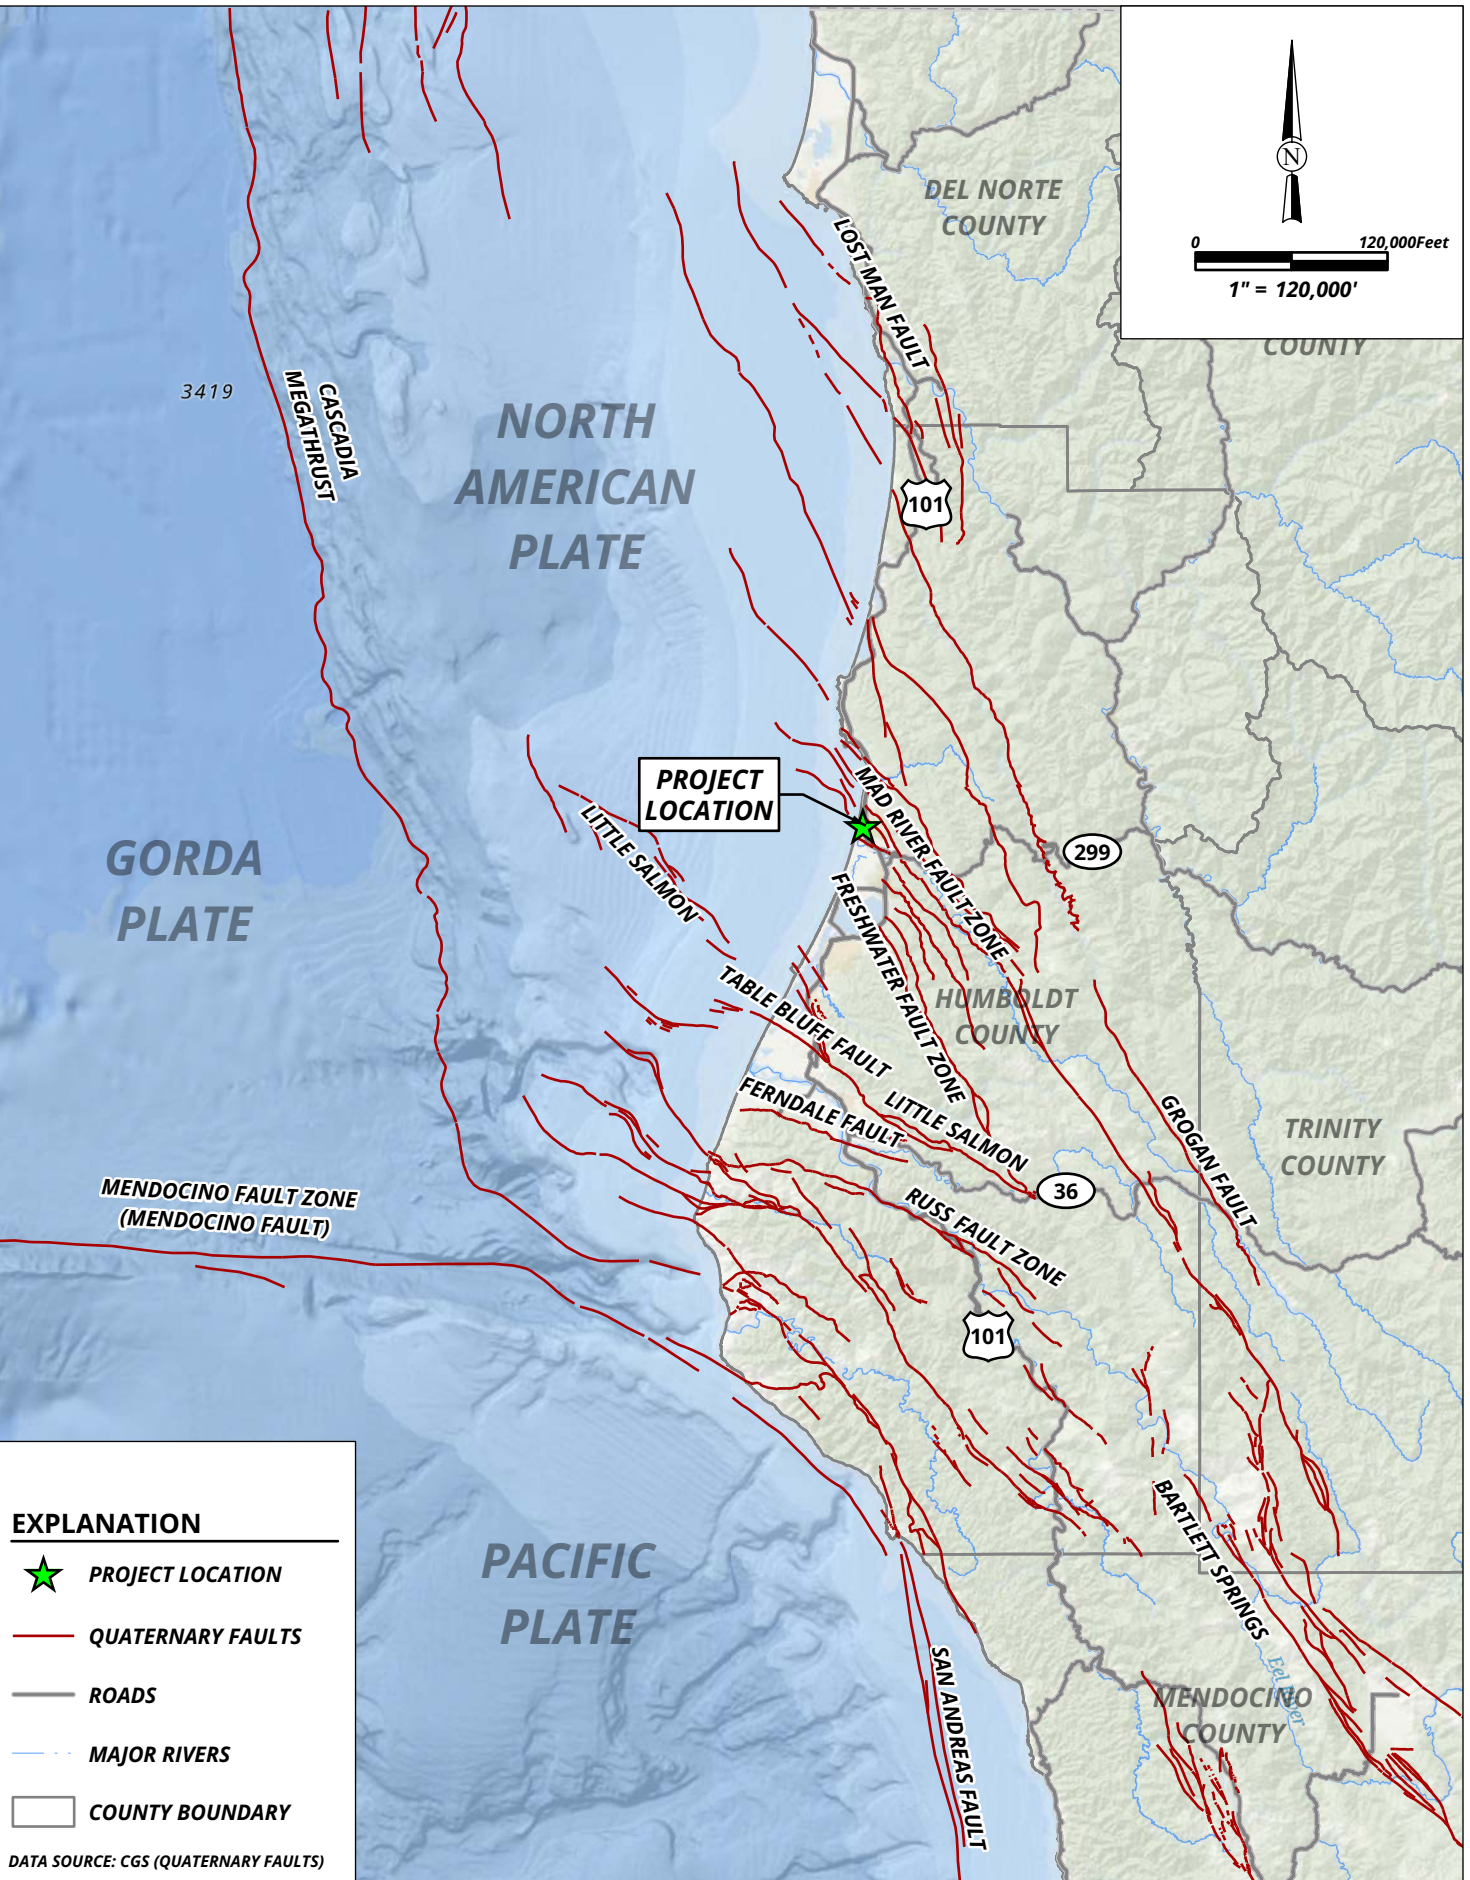 N
0 120,000Feet
1" = 120,000'
DEL NORTE
COUNTY
COUNTY
LOST MAN FAULT
3419
CASCADIA
MEGATHRUST
NORTH
AMERICAN
PLATE
101
PROJECT
LOCATION
MAD RIVER FAULT ZONE
299
LITTLE SALMON
GORDA
PLATE
FRESHWATER FAULT ZONE
TABLE BLUFF FAULT
HUMBOLDT
COUNTY
FERNDALE FAULT
LITTLE SALMON
GROGAN FAULT
TRINITY
COUNTY
MENDOCINO FAULT ZONE
(MENDOCINO FAULT)
36
RUSS FAULT ZONE
101
BARTLETT SPRINGS
PACIFIC
PLATE
SAN ANDREAS FAULT
Eel River
MENDOCINO
COUNTY
EXPLANATION
PROJECT LOCATION
QUATERNARY FAULTS
ROADS
MAJOR RIVERS
COUNTY BOUNDARY
DATA SOURCE: CGS (QUATERNARY FAULTS)